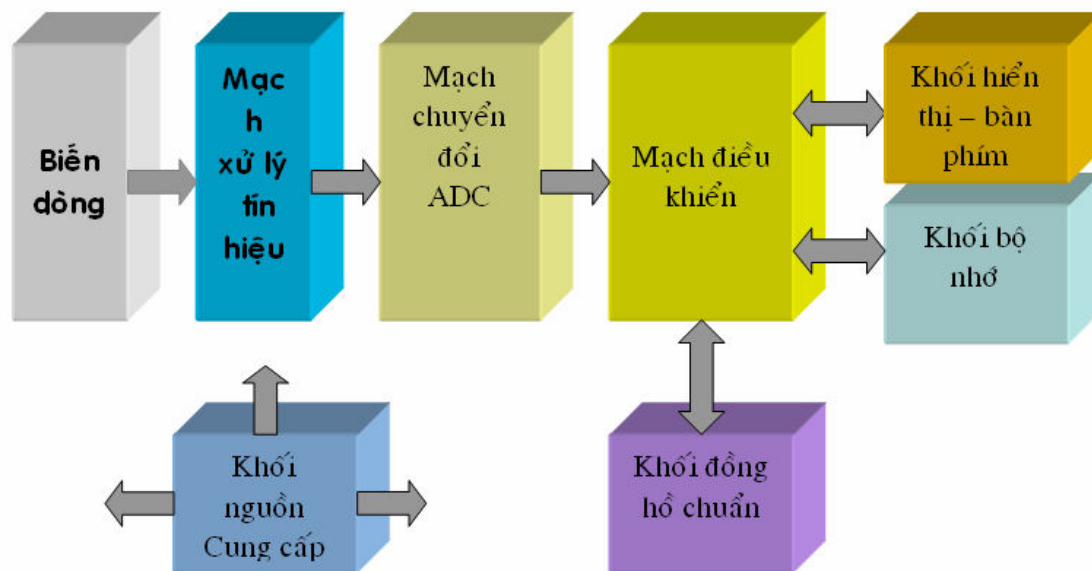 Biến
dòng
Mạc
h
xử lý
tín
hiệu
Mạch
chuyển
đổi
ADC
Mạch điều
khiển
Khối hiển
thị – bàn
phím
Khối bộ
nhớ
Khối
nguồn
Cung cấp
Khối đồng
hồ chuẩn